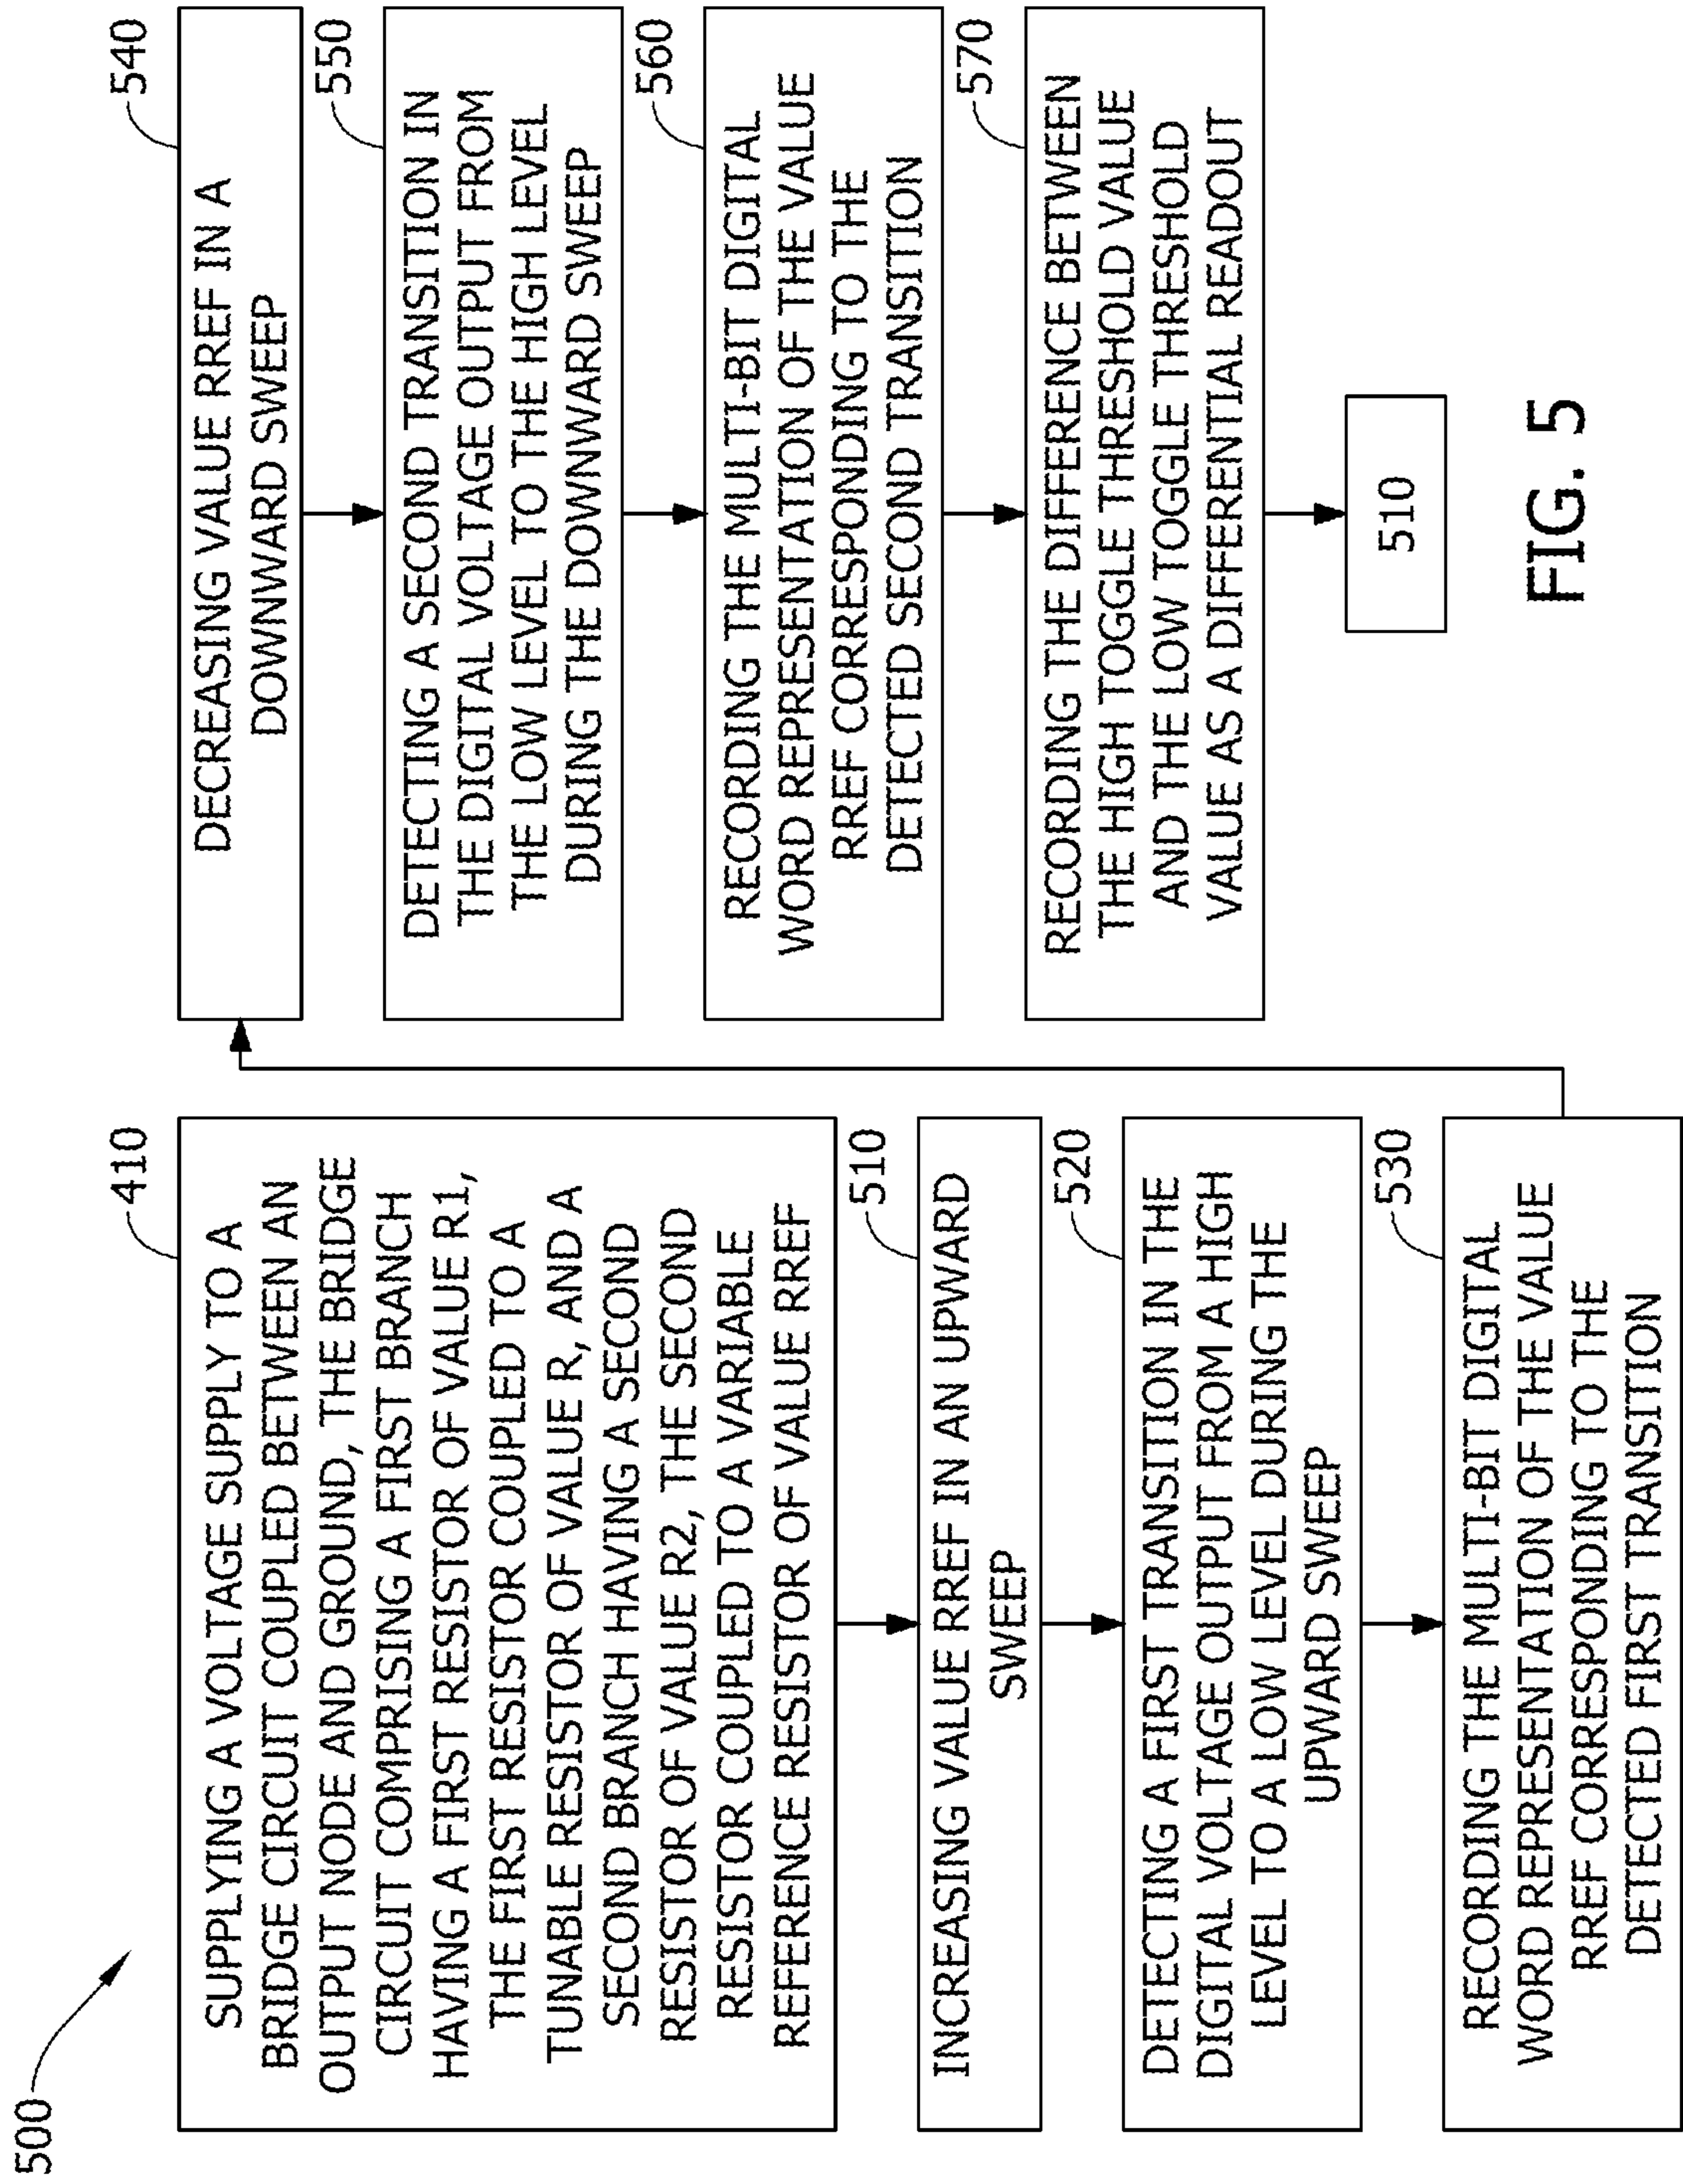 500
410
SUPPLYING A VOLTAGE SUPPLY TO A
BRIDGE CIRCUIT COUPLED BETWEEN AN
OUTPUT NODE AND GROUND, THE BRIDGE
CIRCUIT COMPRISING A FIRST BRANCH
HAVING A FIRST RESISTOR OF VALUE R1,
THE FIRST RESISTOR COUPLED TO A
TUNABLE RESISTOR OF VALUE R, AND A
SECOND BRANCH HAVING A SECOND
RESISTOR OF VALUE R2, THE SECOND
RESISTOR COUPLED TO A VARIABLE
REFERENCE RESISTOR OF VALUE RREF
510
INCREASING VALUE RREF IN AN UPWARD
SWEEP
520
DETECTING A FIRST TRANSITION IN THE
DIGITAL VOLTAGE OUTPUT FROM A HIGH
LEVEL TO A LOW LEVEL DURING THE
UPWARD SWEEP
530
RECORDING THE MULTI-BIT DIGITAL
WORD REPRESENTATION OF THE VALUE
RREF CORRESPONDING TO THE
DETECTED FIRST TRANSITION
540
DECREASING VALUE RREF IN A
DOWNWARD SWEEP
550
DETECTING A SECOND TRANSITION IN
THE DIGITAL VOLTAGE OUTPUT FROM
THE LOW LEVEL TO THE HIGH LEVEL
DURING THE DOWNWARD SWEEP
560
RECORDING THE MULTI-BIT DIGITAL
WORD REPRESENTATION OF THE VALUE
RREF CORRESPONDING TO THE
DETECTED SECOND TRANSITION
570
RECORDING THE DIFFERENCE BETWEEN
THE HIGH TOGGLE THRESHOLD VALUE
AND THE LOW TOGGLE THRESHOLD
VALUE AS A DIFFERENTIAL READOUT
510
FIG. 5